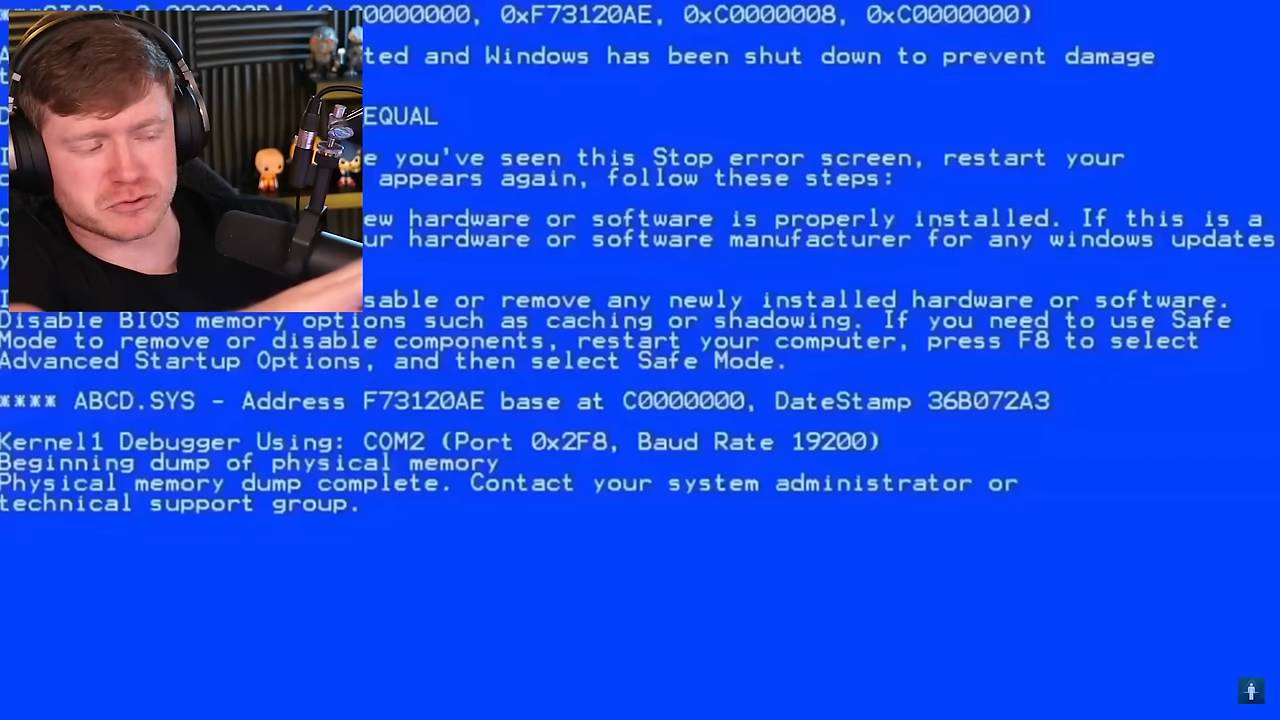 0x00000000, 0xF73120AE, 0xC0000008, 0xC0000000)
ted and Windows has been shut down to prevent damage
EQUAL
e you've seen this Stop error screen, restart your
appears again, follow these steps:
ew hardware or software is properly installed. If this is a
ur hardware or software manufacturer for any windows updates
sable or remove any newly installed hardware or software.
Disable BIOS memory options such as caching or shadowing. If you need to use Safe
Mode to remove or disable components, restart your computer, press F8 to select
Advanced Startup Options, and then select Safe Mode.
**** ABCD.SYS - Address F73120AE base at C0000000, DateStamp 36B072A3
Kernel1 Debugger Using: COM2 (Port 0x2F8, Baud Rate 19200)
Beginning dump of physical memory
Physical memory dump complete. Contact your system administrator or
technical support group.